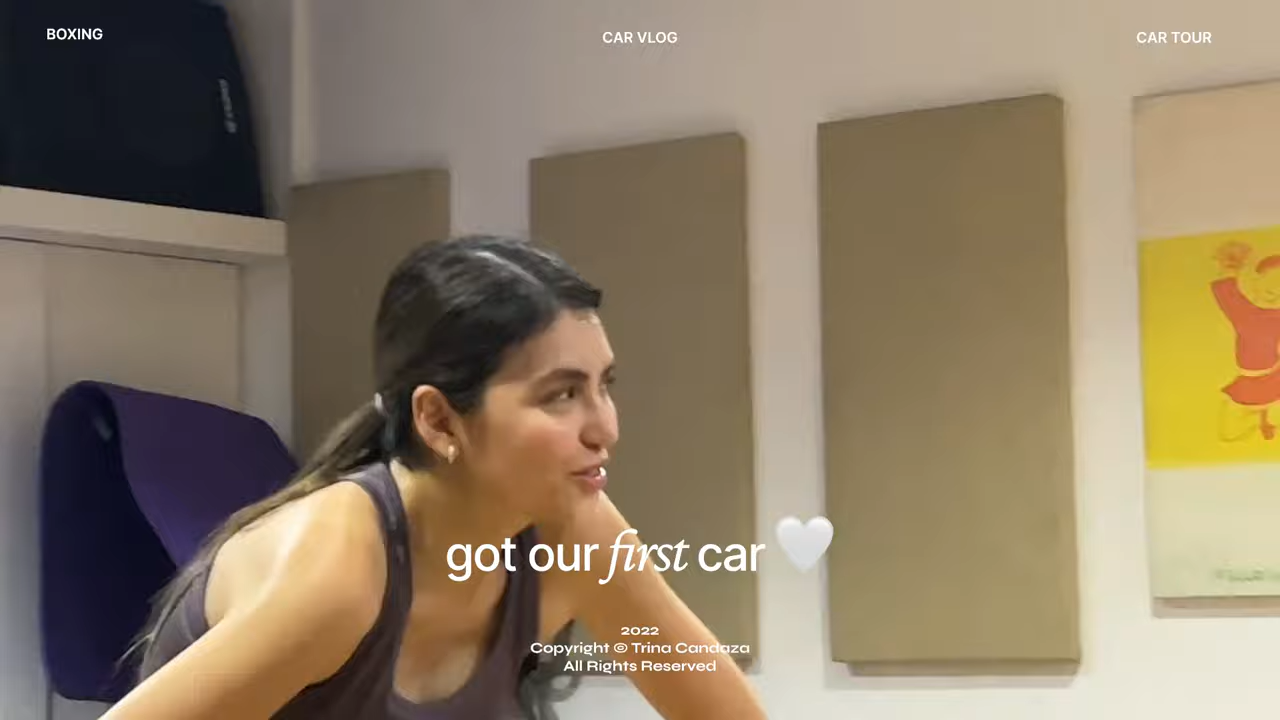 BOXING
CAR VLOG
CAR TOUR
got our first car 🤍
2022
Copyright © Trina Candaza
All Rights Reserved